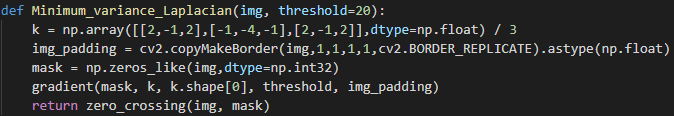 def Minimum_variance_Laplacian(img, threshold=20):
k = np.array([[2,-1,2],[-1,-4,-1],[2,-1,2]],dtype=np.float) / 3
img_padding = cv2.copyMakeBorder(img,1,1,1,1,cv2.BORDER_REPLICATE).astype(np.float)
mask = np.zeros_like(img,dtype=np.int32)
gradient(mask, k, k.shape[0], threshold, img_padding)
return zero_crossing(img, mask)